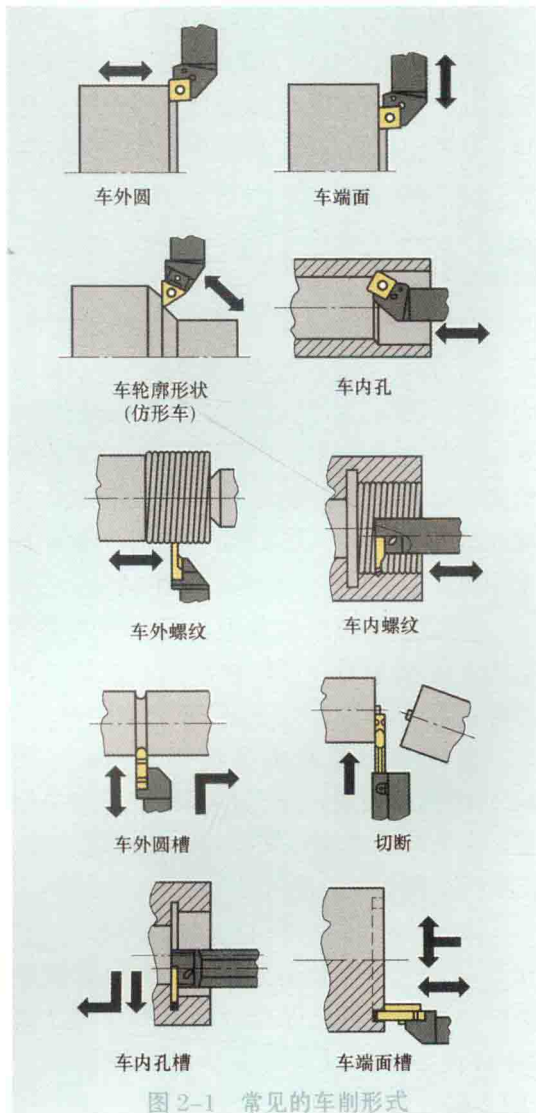 车外圆
车端面
车轮廓形状
(仿形车)
车内孔
车外螺纹
车内螺纹
车外圆槽
切断
车内孔槽
车端面槽
图 2-1 常见的车削形式